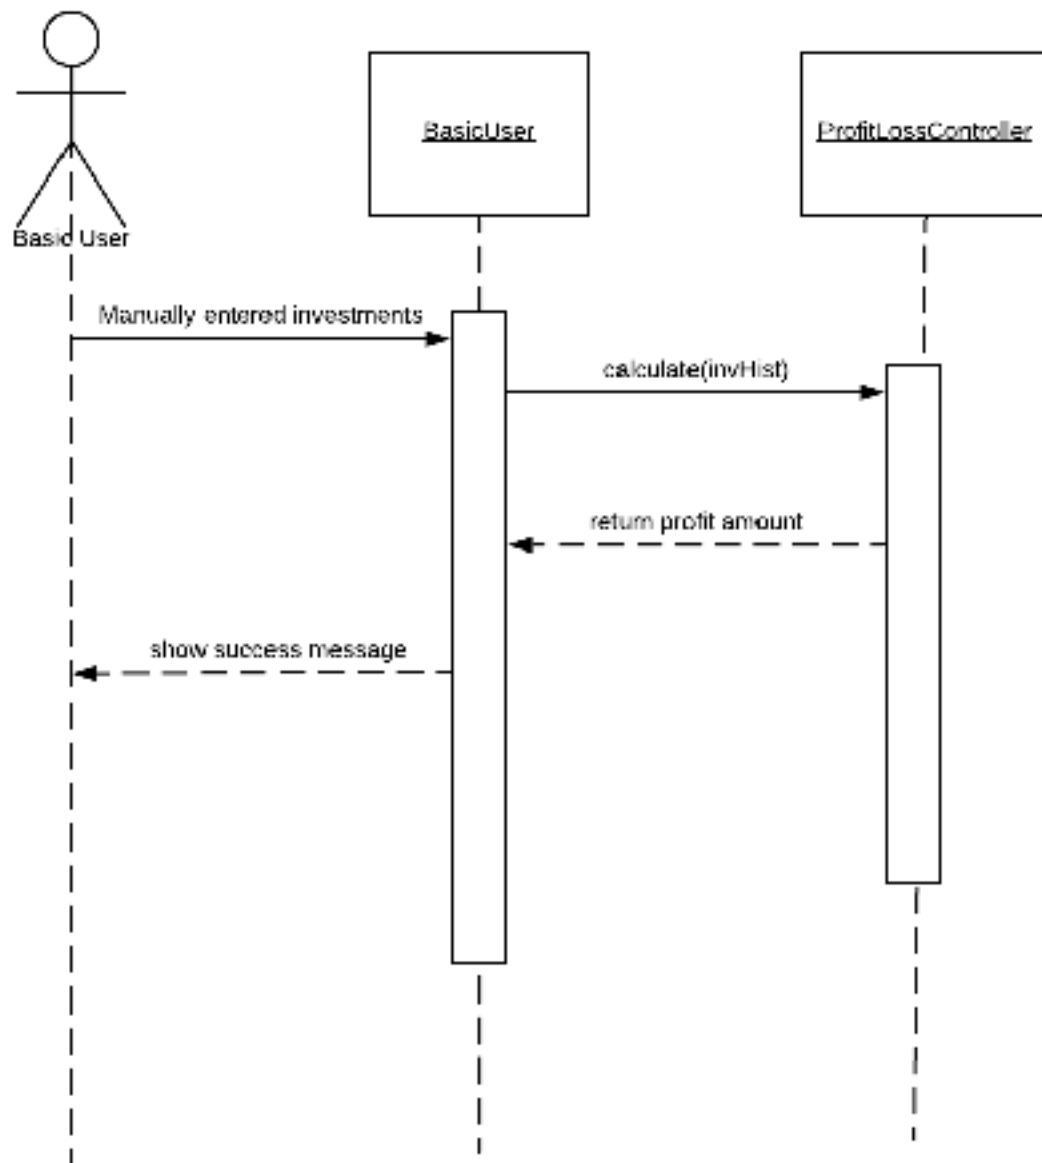 BasicUser
ProfitLossController
Basic User
Manually entered investments
calculate(invHist)
return profit amount
show success message